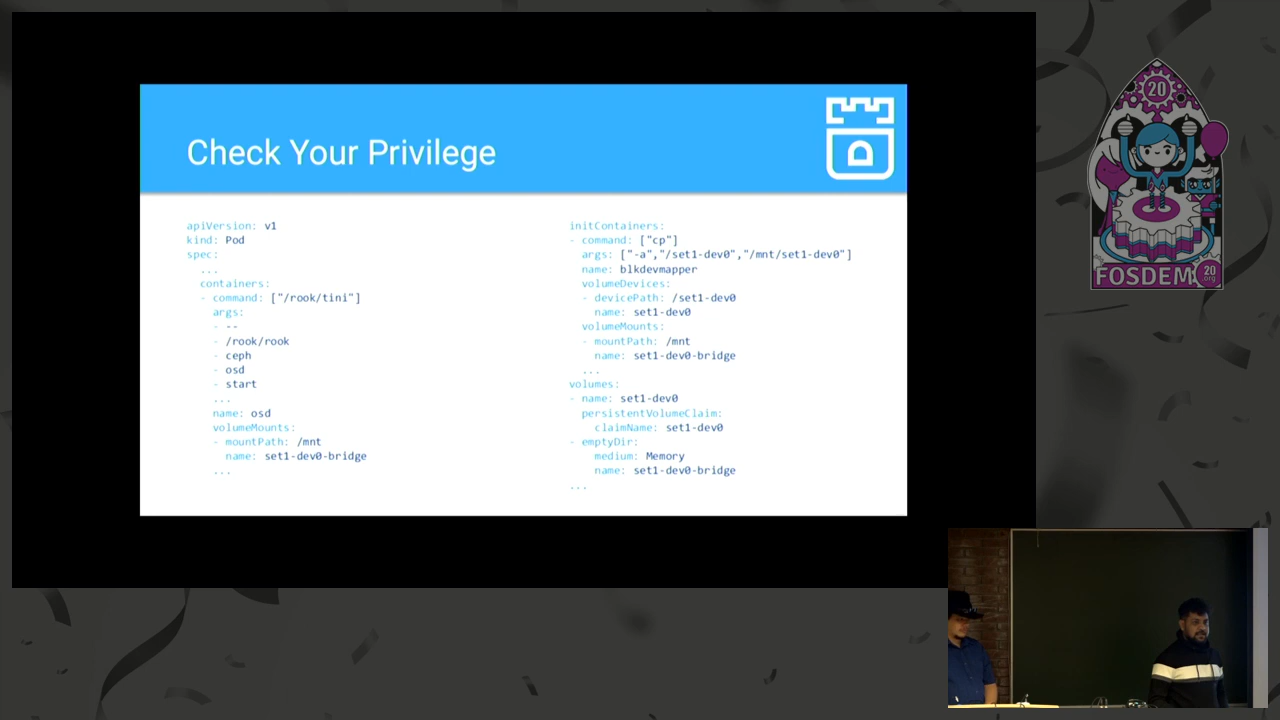 Check Your Privilege
apiVersion: v1
kind: Pod
spec:
...
containers:
- command: ["/rook/tini"]
args:
- --
- /rook/rook
- ceph
- osd
- start
...
name: osd
volumeMounts:
- mountPath: /mnt
name: set1-dev0-bridge
...
initContainers:
- command: ["cp"]
args: ["-a","/set1-dev0","/mnt/set1-dev0"]
name: blkdevmapper
volumeDevices:
- devicePath: /set1-dev0
name: set1-dev0
volumeMounts:
- mountPath: /mnt
name: set1-dev0-bridge
...
volumes:
- name: set1-dev0
persistentVolumeClaim:
claimName: set1-dev0
- emptyDir:
medium: Memory
name: set1-dev0-bridge
...
20
FOSDEM
20
.org